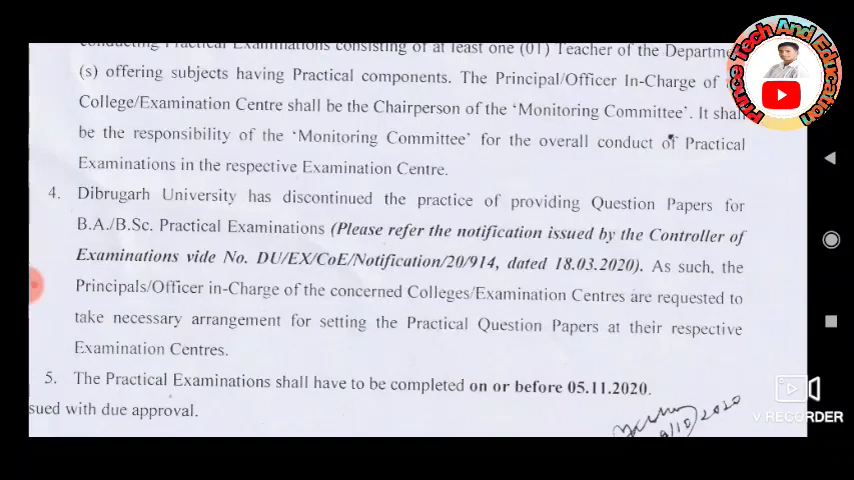 conducting Practical Examinations consisting of at least one (01) Teacher of the Departme
(s) offering subjects having Practical components. The Principal/Officer In-Charge of
College/Examination Centre shall be the Chairperson of the 'Monitoring Committee'. It shall
be the responsibility of the 'Monitoring Committee' for the overall conduct of Practical
Examinations in the respective Examination Centre.
4. Dibrugarh University has discontinued the practice of providing Question Papers for
B.A./B.Sc. Practical Examinations (Please refer the notification issued by the Controller of
Examinations vide No. DU/EX/CoE/Notification/20/914, dated 18.03.2020). As such, the
Principals/Officer in-Charge of the concerned Colleges/Examination Centres are requested to
take necessary arrangement for setting the Practical Question Papers at their respective
Examination Centres.
5. The Practical Examinations shall have to be completed on or before 05.11.2020.
sued with due approval.
/10/2020
Prince Tech And Education
V RECORDER